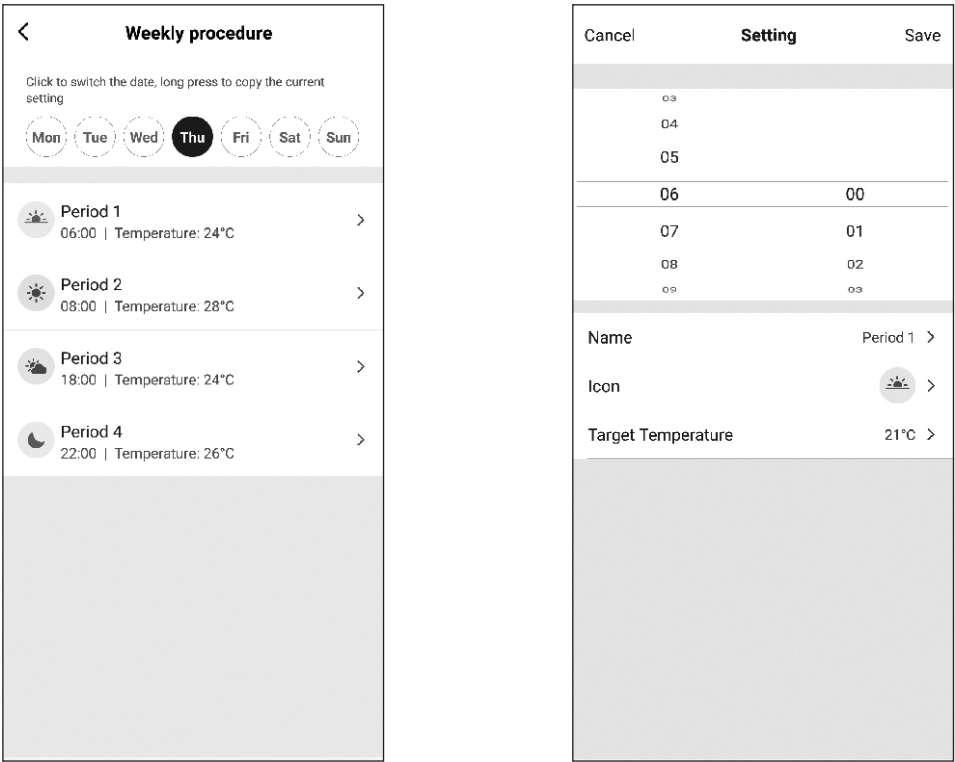 Weekly procedure
Click to switch the date, long press to copy the current
setting
Mon Tue Wed Thu Fri Sat Sun
Period 1
06:00 | Temperature: 24°C
Period 2
08:00 | Temperature: 28°C
Period 3
18:00 | Temperature: 24°C
Period 4
22:00 | Temperature: 26°C
Cancel Setting Save
03
04
05
06 00
07 01
08 02
09 03
Name Period 1
Icon
Target Temperature 21°C